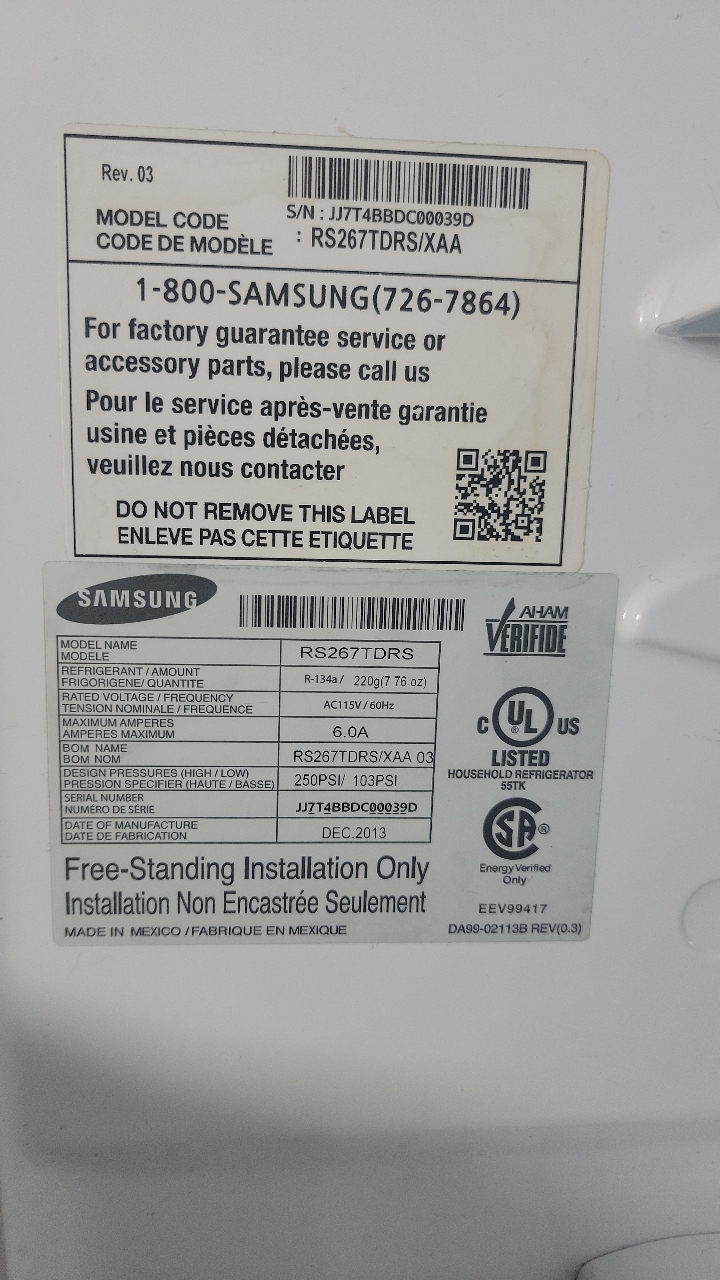 Rev. 03
S/N : JJ7T4BBDC00039D
MODEL CODE
CODE DE MODÈLE : RS267TDRS/XAA
1-800-SAMSUNG(726-7864)
For factory guarantee service or
accessory parts, please call us
Pour le service après-vente garantie
usine et pièces détachées,
veuillez nous contacter
DO NOT REMOVE THIS LABEL
ENLEVE PAS CETTE ETIQUETTE
SAMSUNG
AHAM
VERIFIDE
MODEL NAME
MODELE
RS267TDRS
REFRIGERANT / AMOUNT
FRIGORIGENE/ QUANTITE
R-134a / 220g(7 76 oz)
RATED VOLTAGE / FREQUENCY
TENSION NOMINALE / FREQUENCE
AC115V / 60Hz
MAXIMUM AMPERES
AMPERES MAXIMUM
6.0A
BOM NAME
BOM NOM
RS267TDRS/XAA 03
DESIGN PRESSURES (HIGH / LOW)
PRESSION SPECIFIER (HAUTE / BASSE)
250PSI/ 103PSI
SERIAL NUMBER
NUMÉRO DE SÉRIE
JJ7T4BBDC00039D
DATE OF MANUFACTURE
DATE DE FABRICATION
DEC.2013
C UL ® US
LISTED
HOUSEHOLD REFRIGERATOR
55TK
SA ®
Energy Verified
Only
Free-Standing Installation Only
Installation Non Encastrée Seulement
EEV99417
MADE IN MEXICO / FABRIQUE EN MEXIQUE
DA99-02113B REV(0.3)